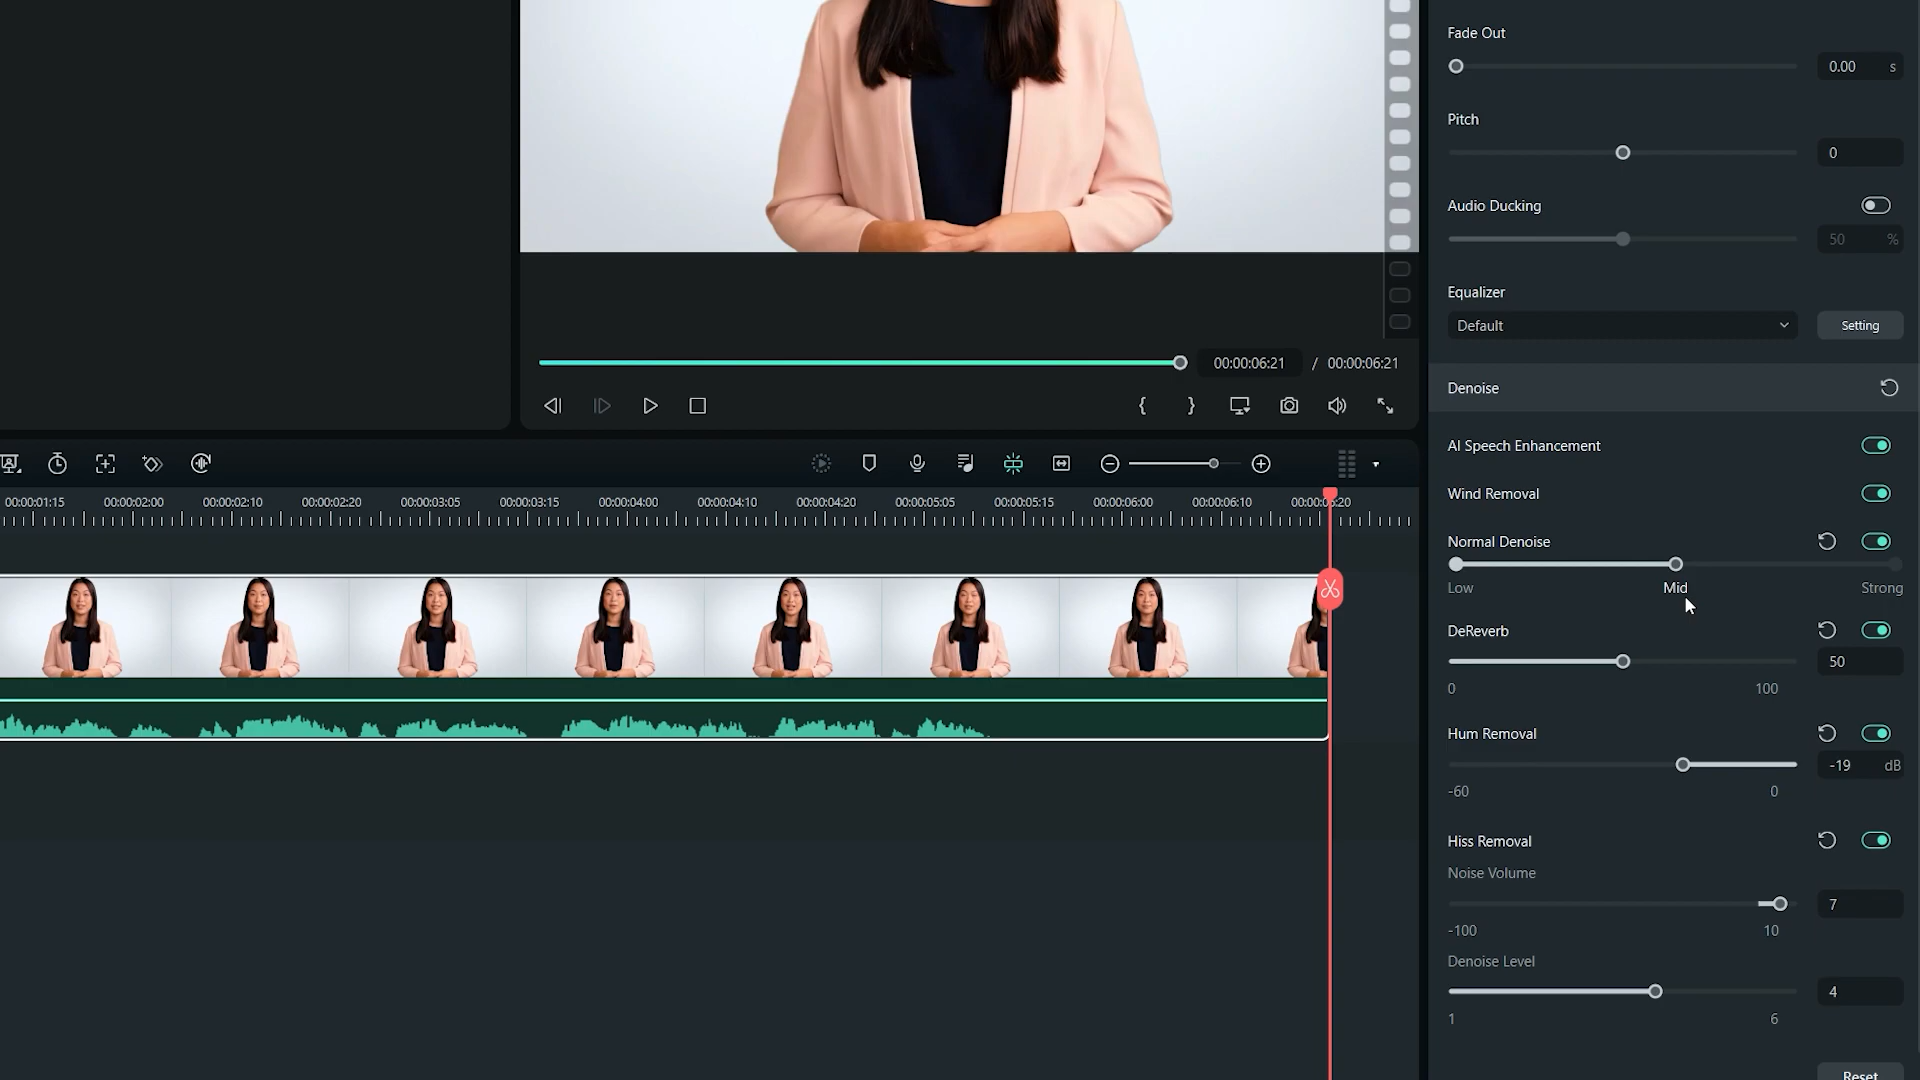 Fade Out
0.00 s
Pitch
0
Audio Ducking
50 %
Equalizer
Default
Setting
00:00:06:21 / 00:00:06:21
Denoise
AI Speech Enhancement
Wind Removal
Normal Denoise
Low Mid Strong
DeReverb
50
0 100
Hum Removal
-19 dB
-60 0
Hiss Removal
Noise Volume
7
-100 10
Denoise Level
4
1 6
Reset
00:00:01:15 00:00:02:00 00:00:02:10 00:00:02:20 00:00:03:05 00:00:03:15 00:00:04:00 00:00:04:10 00:00:04:20 00:00:05:05 00:00:05:15 00:00:06:00 00:00:06:10 00:00:06:20